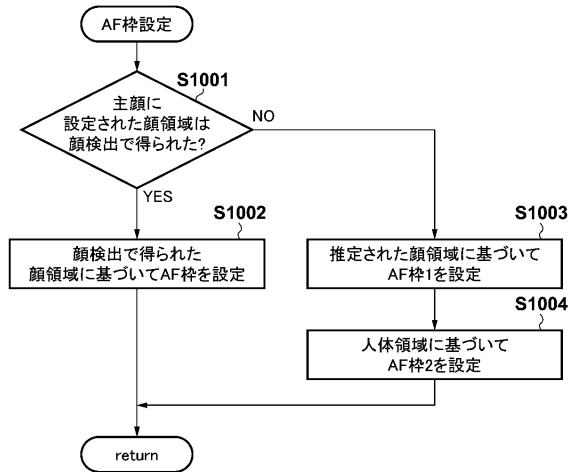 AF枠設定
S1001
主顔に
設定された顔領域は
顔検出で得られた?
NO
YES
S1002
顔検出で得られた
顔領域に基づいてAF枠を設定
S1003
推定された顔領域に基づいて
AF枠1を設定
S1004
人体領域に基づいて
AF枠2を設定
return